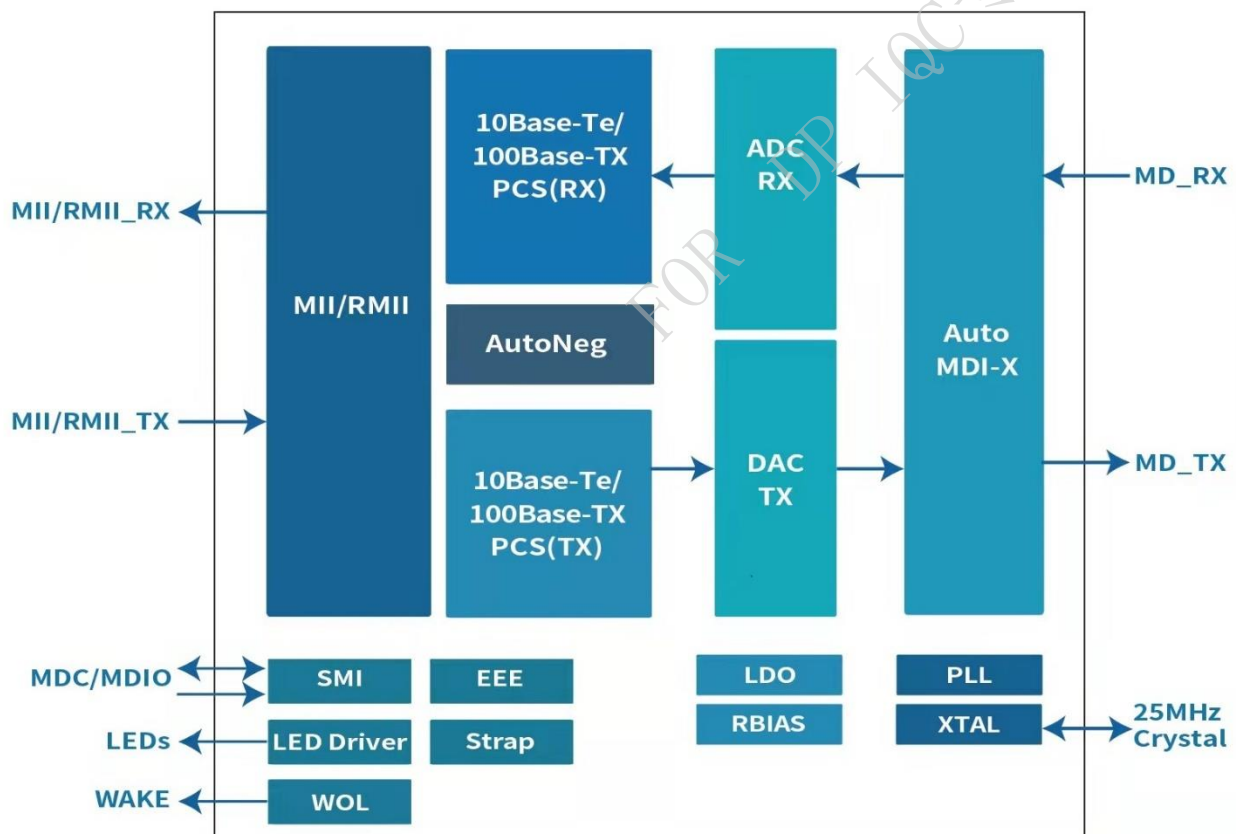 10Base-Te/
100Base-TX
PCS(RX)
ADC
RX
MD_RX
MII/RMII_RX
MII/RMII
AutoNeg
Auto
MDI-X
MII/RMII_TX
10Base-Te/
100Base-TX
PCS(TX)
DAC
TX
MD_TX
MDC/MDIO
SMI
EEE
LDO
PLL
LEDs
LED Driver
Strap
RBIAS
XTAL
25MHz
Crystal
WAKE
WOL
FOR DP IQC